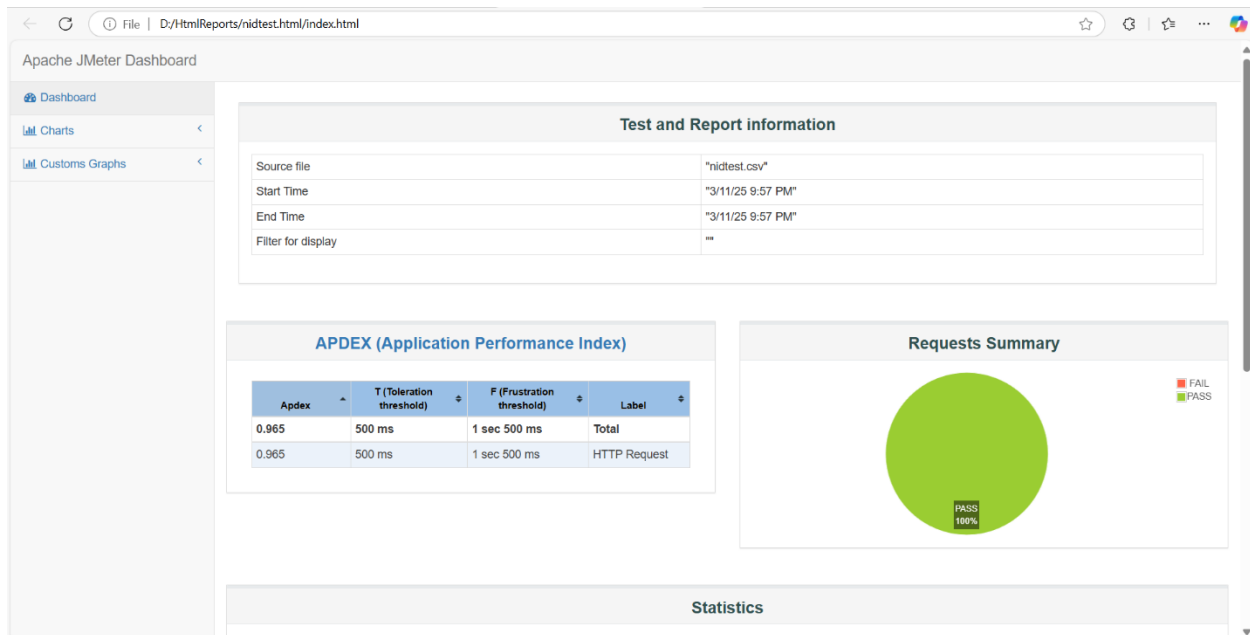 File | D:/HtmlReports/nidtest.html/index.html
Apache JMeter Dashboard
Dashboard
Charts
Customs Graphs
Test and Report information
Source file "nidtest.csv"
Start Time "3/11/25 9:57 PM"
End Time "3/11/25 9:57 PM"
Filter for display ""
APDEX (Application Performance Index)
Apdex T (Toleration threshold) F (Frustration threshold) Label
0.965 500 ms 1 sec 500 ms Total
0.965 500 ms 1 sec 500 ms HTTP Request
Requests Summary
FAIL
PASS
PASS
100%
Statistics